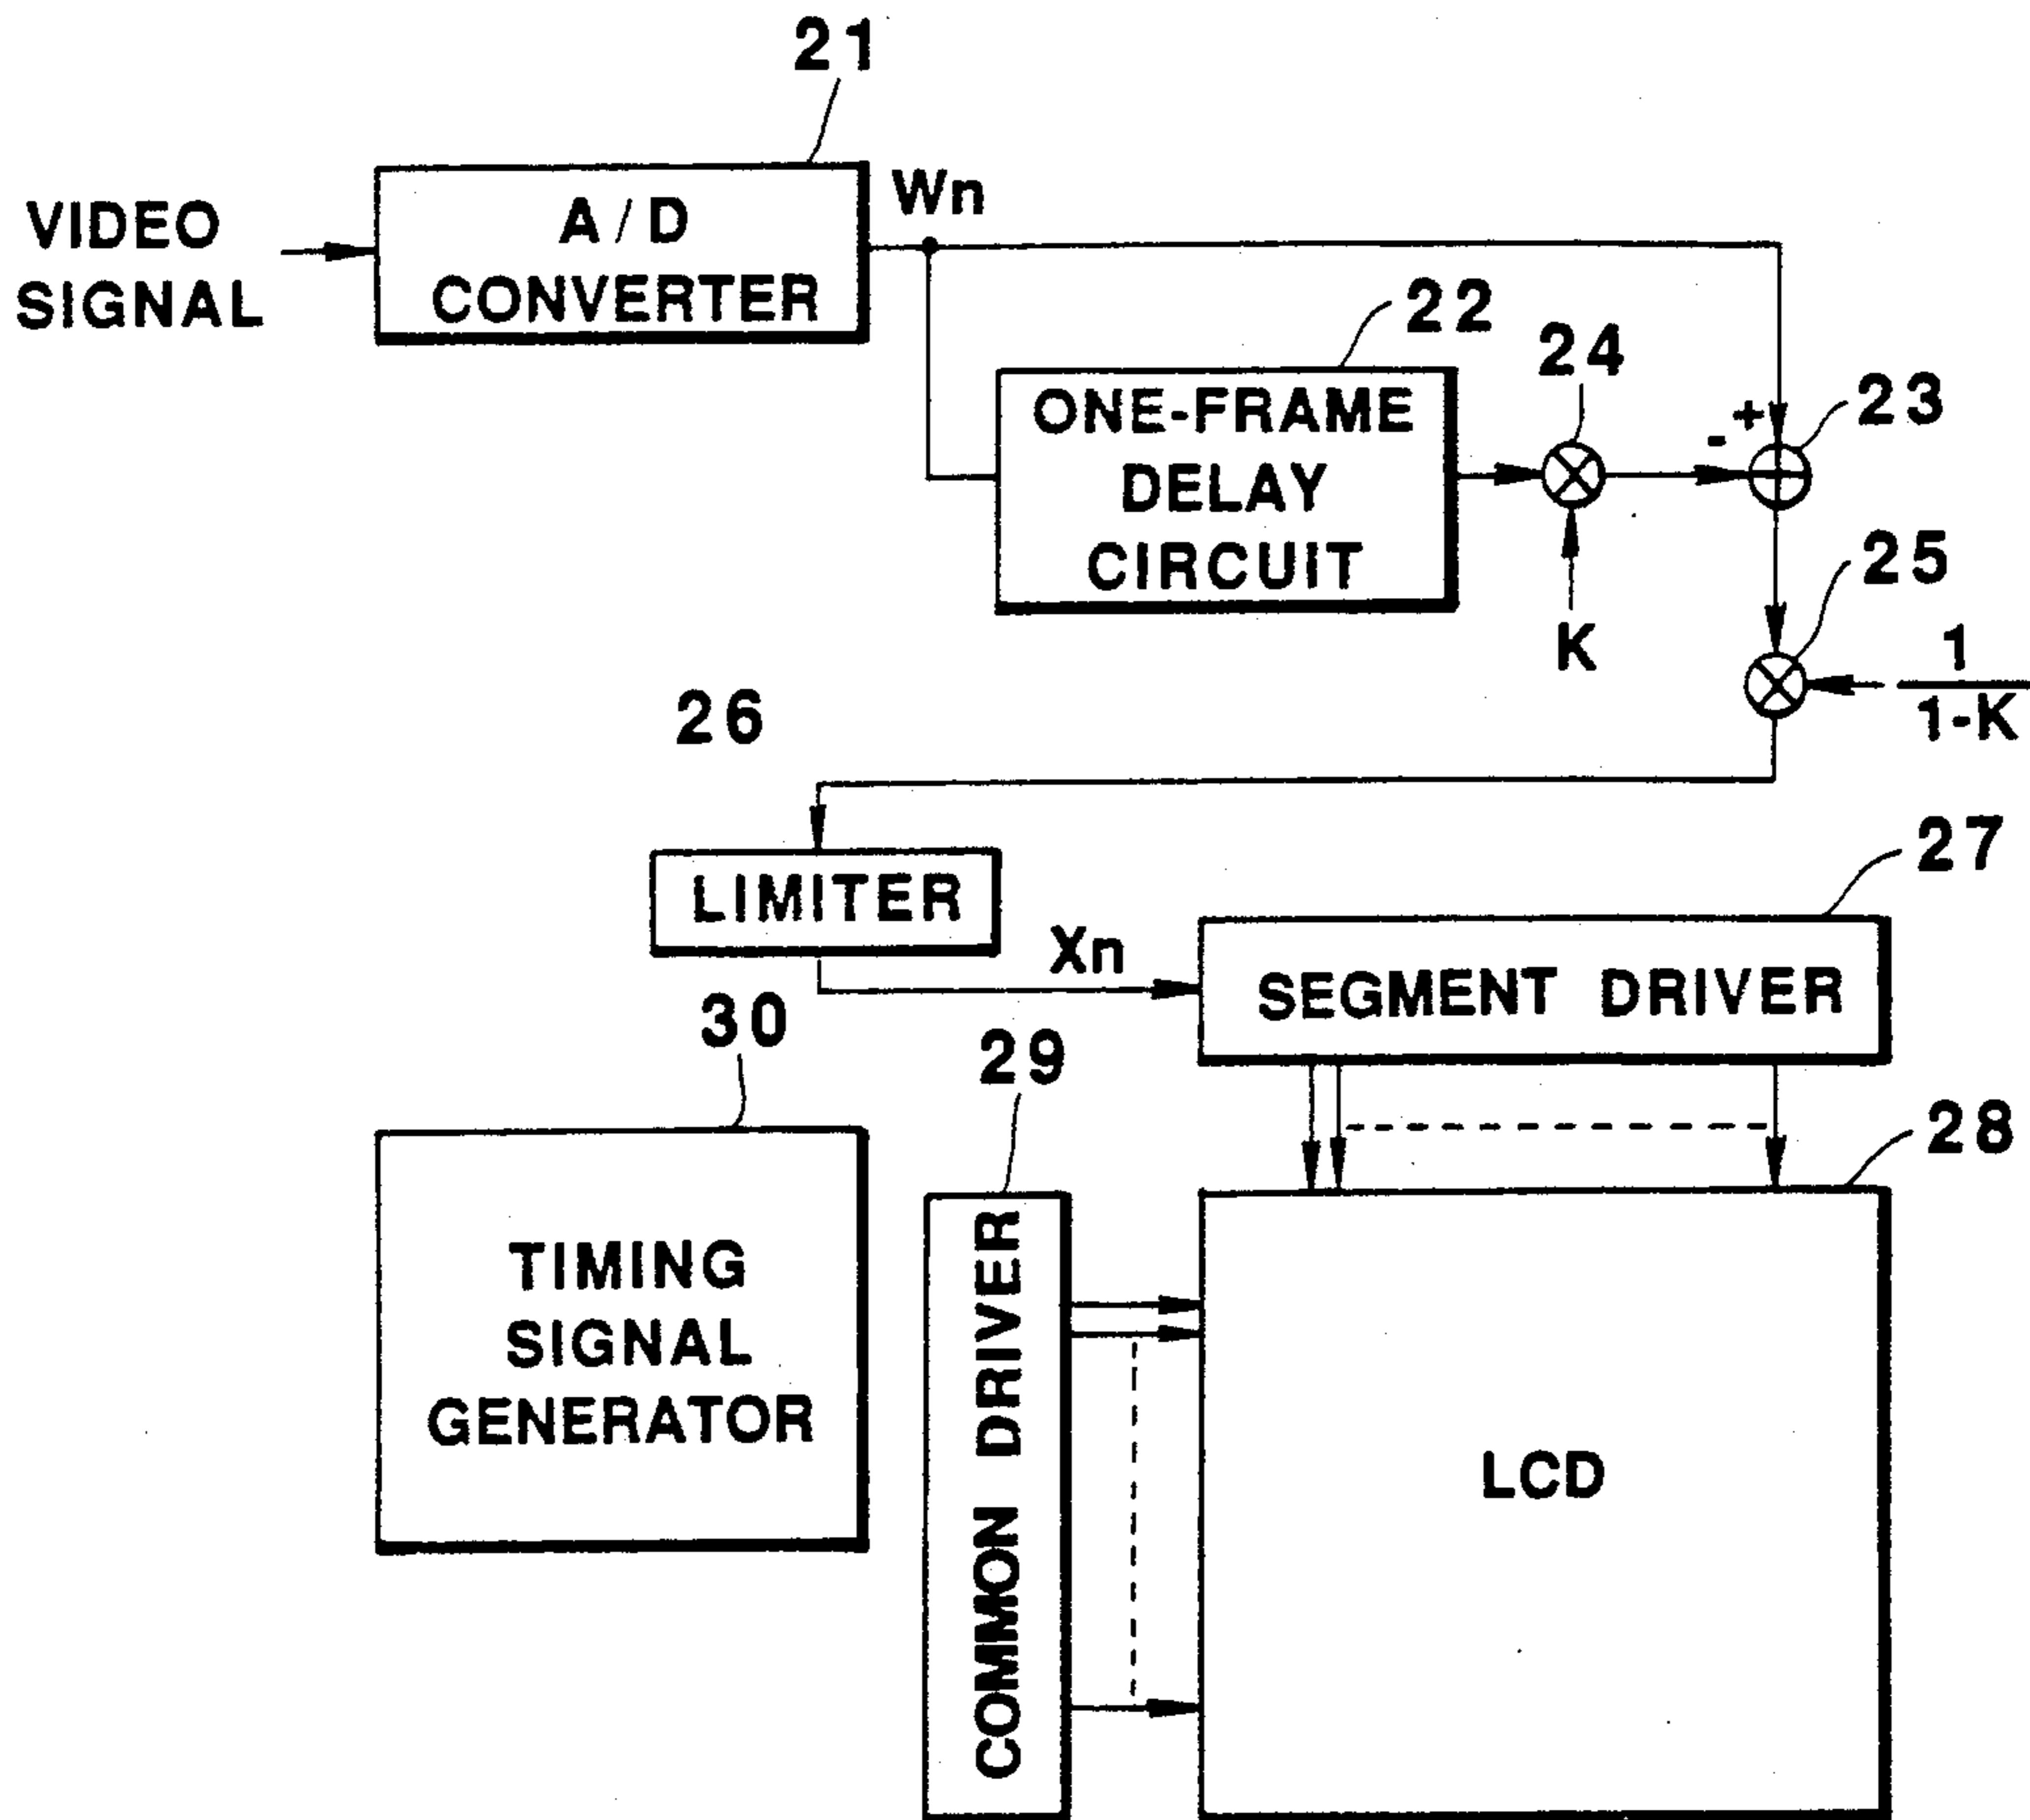 21
VIDEO
SIGNAL
A/D
CONVERTER
Wn
22
24
23
ONE-FRAME
DELAY
CIRCUIT
- +
K
25
1
1-K
26
LIMITER
Xn
27
SEGMENT DRIVER
30
29
28
TIMING
SIGNAL
GENERATOR
COMMON DRIVER
LCD